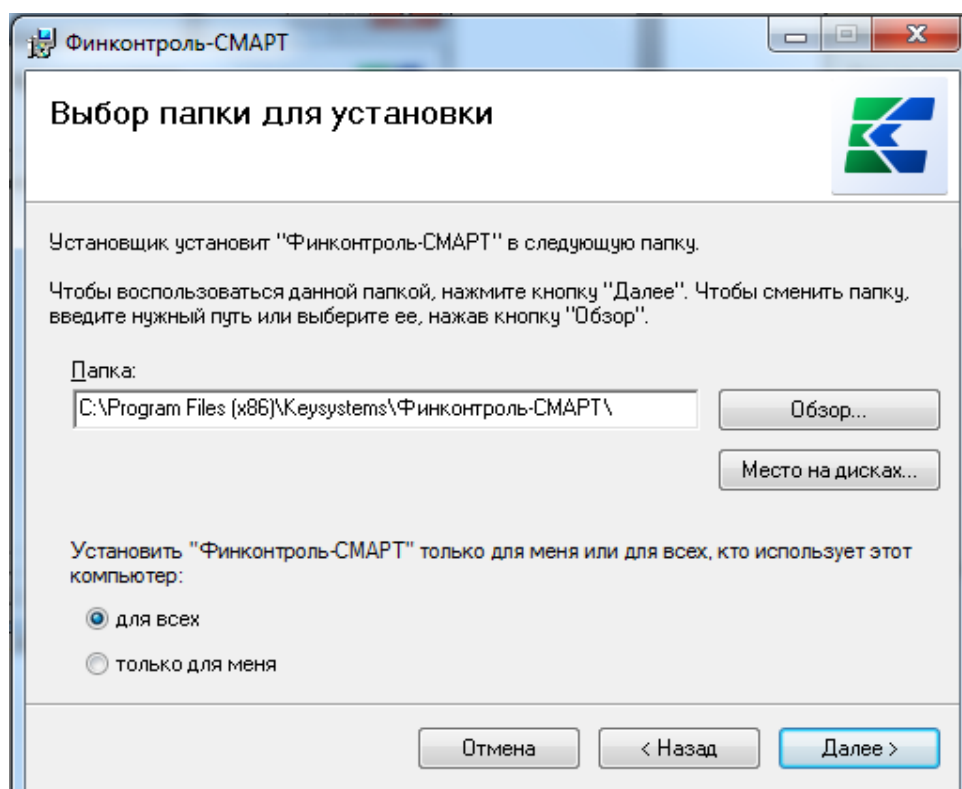 Финконтроль-СМАРТ
Выбор папки для установки
Установщик установит "Финконтроль-СМАРТ" в следующую папку.
Чтобы воспользоваться данной папкой, нажмите кнопку "Далее". Чтобы сменить папку,
введите нужный путь или выберите ее, нажав кнопку "Обзор".
Папка:
C:\Program Files (x86)\Keysystems\Финконтроль-СМАРТ\
Обзор...
Место на дисках...
Установить "Финконтроль-СМАРТ" только для меня или для всех, кто использует этот
компьютер:
для всех
только для меня
Отмена
< Назад
Далее >